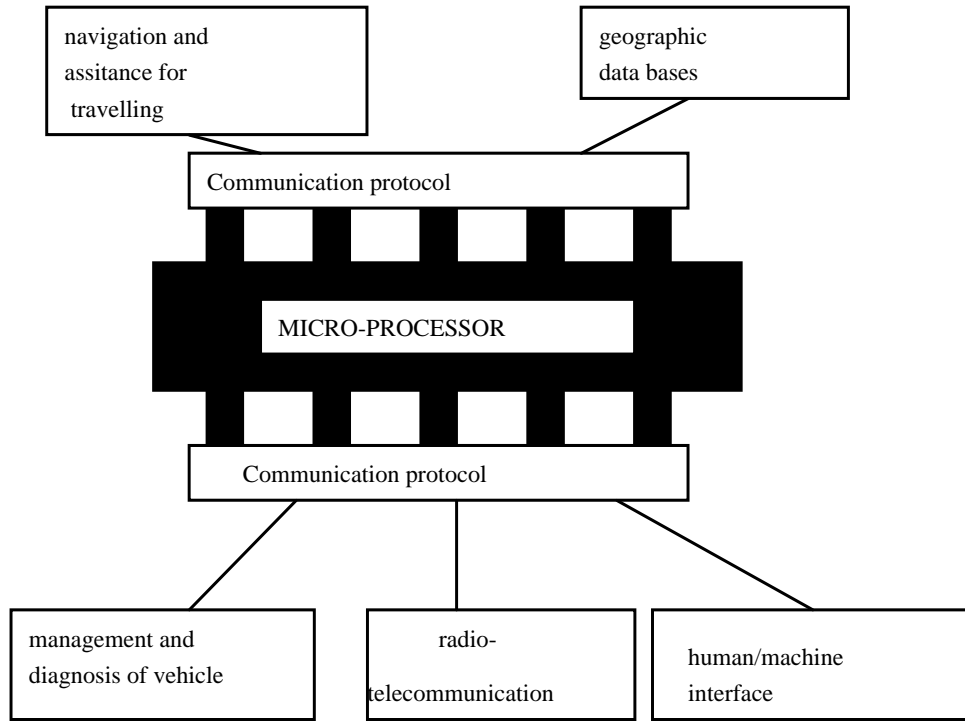 navigation and
assitance for
travelling
geographic
data bases
Communication protocol
MICRO-PROCESSOR
Communication protocol
management and
diagnosis of vehicle
radio-
telecommunication
human/machine
interface